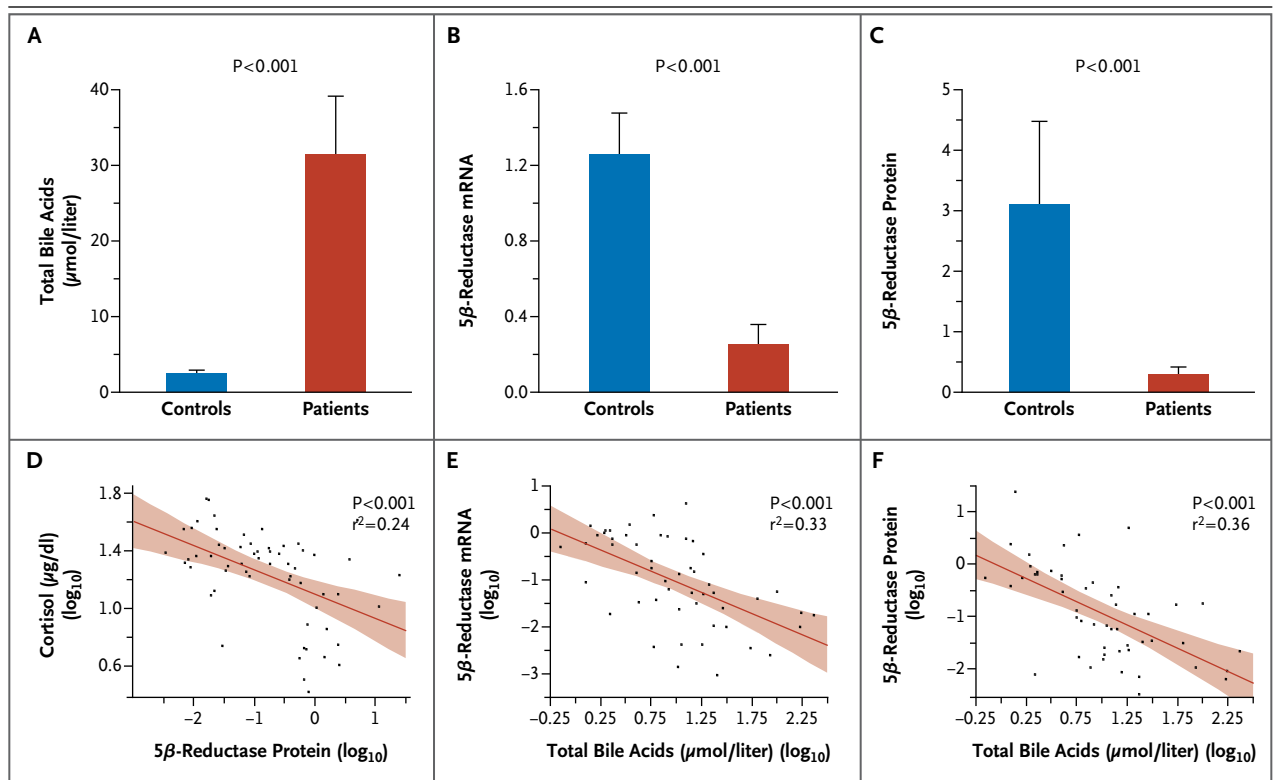 A
P<0.001
Total Bile Acids
(µmol/liter)
40
30
20
10
0
Controls
Patients
B
P<0.001
5β-Reductase mRNA
1.6
1.2
0.8
0.4
0.0
Controls
Patients
C
P<0.001
5β-Reductase Protein
5
4
3
2
1
0
Controls
Patients
D
P<0.001
r²=0.24
Cortisol (µg/dl)
(log₁₀)
1.8
1.4
1.0
0.6
−2
−1
0
1
5β-Reductase Protein (log₁₀)
E
P<0.001
r²=0.33
5β-Reductase mRNA
(log₁₀)
1
0
−1
−2
−3
−0.25
0.25
0.75
1.25
1.75
2.25
Total Bile Acids (µmol/liter) (log₁₀)
F
P<0.001
r²=0.36
5β-Reductase Protein
(log₁₀)
1
0
−1
−2
−0.25
0.25
0.75
1.25
1.75
2.25
Total Bile Acids (µmol/liter) (log₁₀)